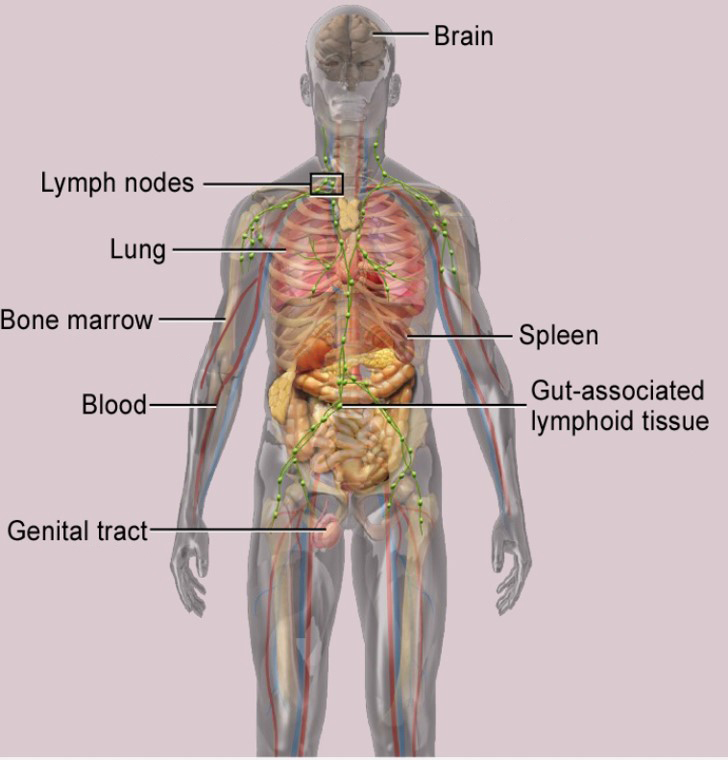 Brain
Lymph nodes
Lung
Bone marrow
Spleen
Gut-associated
lymphoid tissue
Blood
Genital tract